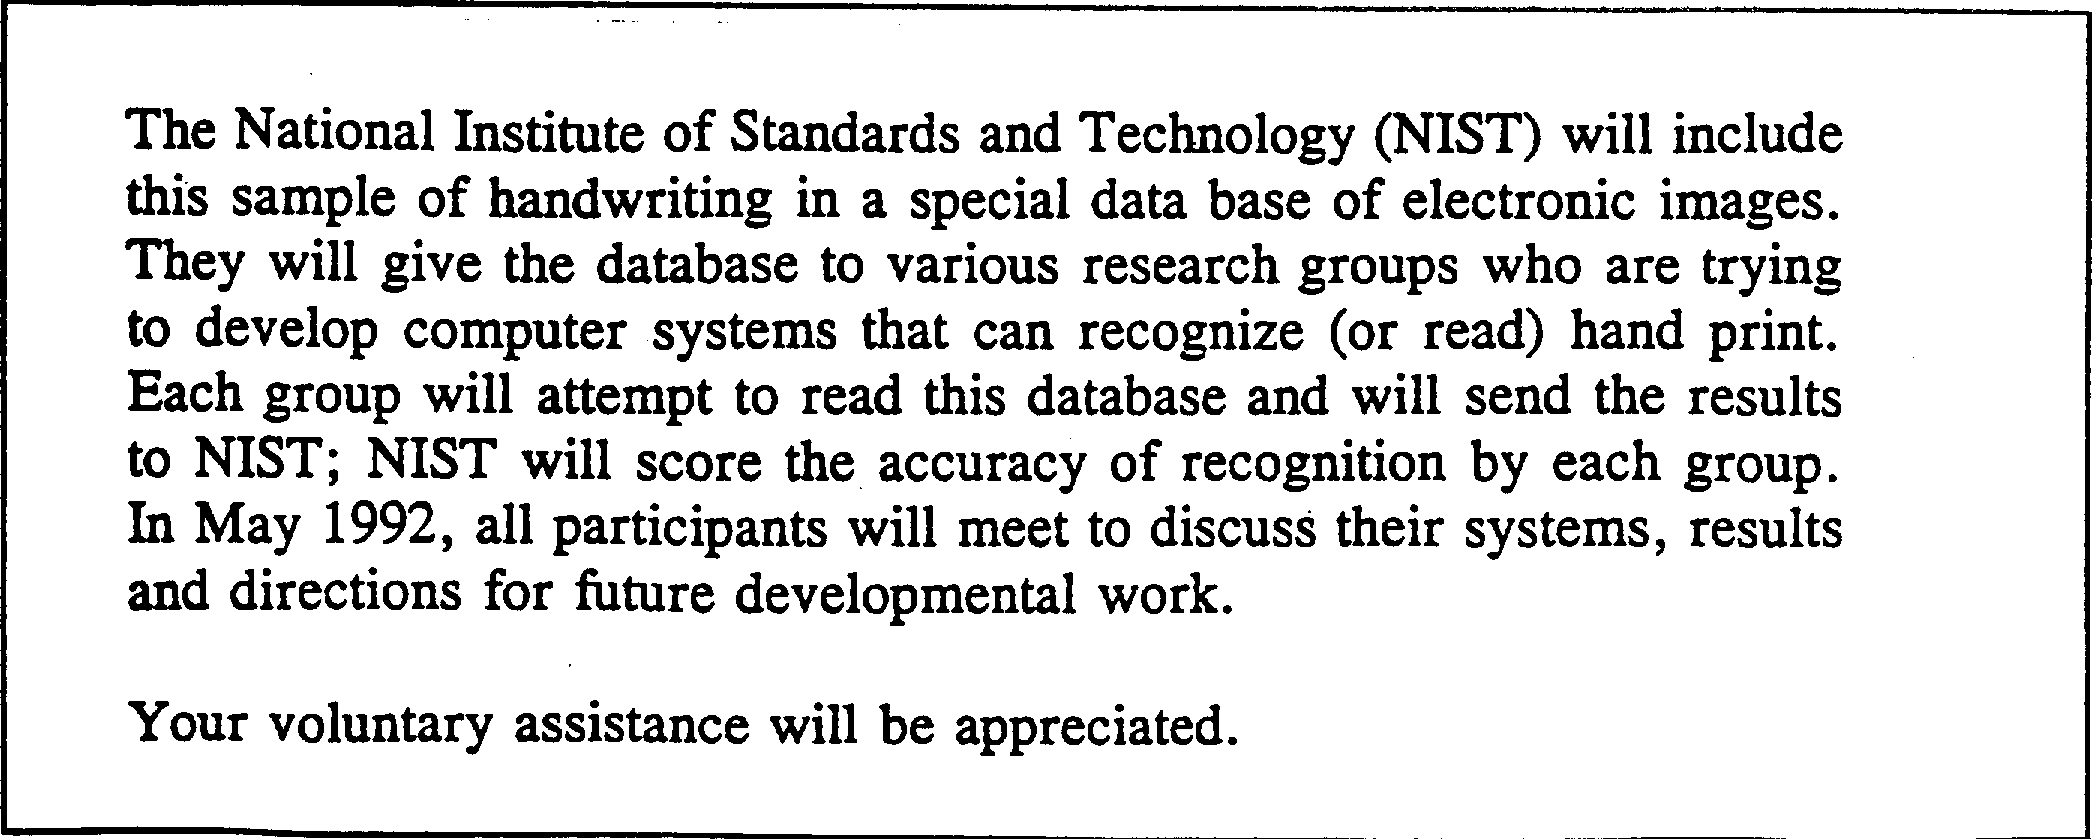 The National Institute of Standards and Technology (NIST) will include
this sample of handwriting in a special data base of electronic images.
They will give the database to various research groups who are trying
to develop computer systems that can recognize (or read) hand print.
Each group will attempt to read this database and will send the results
to NIST; NIST will score the accuracy of recognition by each group.
In May 1992, all participants will meet to discuss their systems, results
and directions for future developmental work.
Your voluntary assistance will be appreciated.